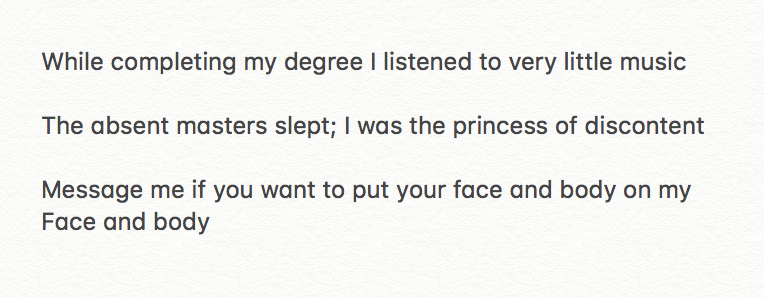 While completing my degree I listened to very little music
The absent masters slept; I was the princess of discontent
Message me if you want to put your face and body on my
Face and body